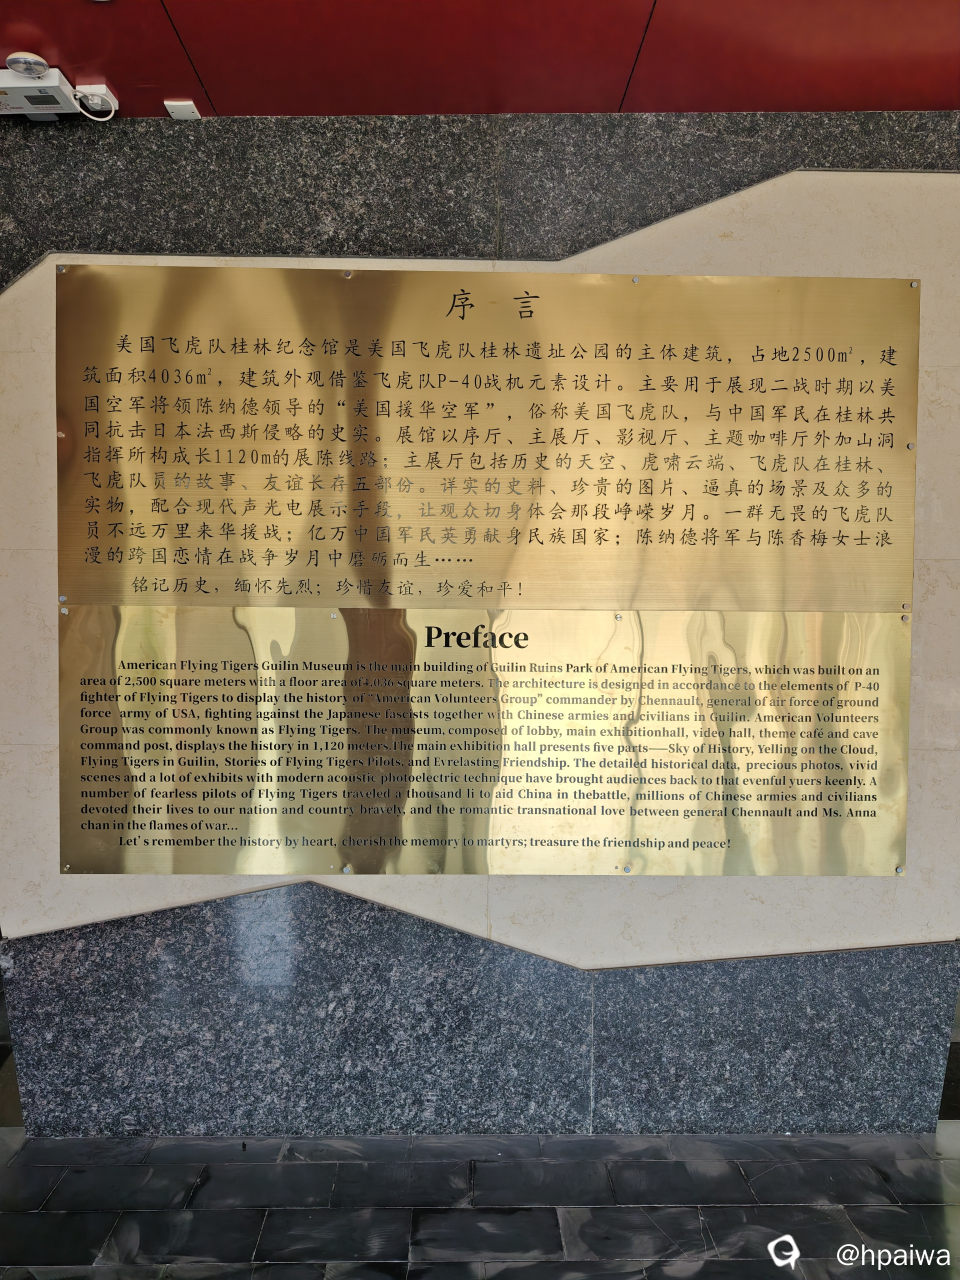 序 言
美国飞虎队桂林纪念馆是美国飞虎队桂林遗址公园的主体建筑，占地2500m²，建
筑面积4036m²，建筑外观借鉴飞虎队P-40战机元素设计。主要用于展现二战时期以美
国空军将领陈纳德领导的“美国援华空军”，俗称美国飞虎队，与中国军民在桂林共
同抗击日本法西斯侵略的史实。展馆以序厅、主展厅、影视厅、主题咖啡厅外加山洞
指挥所构成长1120m的展陈线路；主展厅包括历史的天空、虎啸云端、飞虎队在桂林、
飞虎队员的故事、友谊长存五部份。详实的史料、珍贵的图片、逼真的场景及众多的
实物，配合现代声光电展示手段，让观众切身体会那段峥嵘岁月。一群无畏的飞虎队
员不远万里来华援战；亿万中国军民英勇献身民族国家；陈纳德将军与陈香梅女士浪
漫的跨国恋情在战争岁月中磨砺而生……
铭记历史，缅怀先烈；珍惜友谊，珍爱和平！
Preface
American Flying Tigers Guilin Museum is the main building of Guilin Ruins Park of American Flying Tigers, which was built on an
area of 2,500 square meters with a floor area of 4,036 square meters. The architecture is designed in accordance to the elements of P-40
fighter of Flying Tigers to display the history of "American Volunteers Group" commander by Chennault, general of air force of ground
force army of USA, fighting against the Japanese fascists together with Chinese armies and civilians in Guilin. American Volunteers
Group was commonly known as Flying Tigers. The museum, composed of lobby, main exhibitionhall, video hall, theme café and cave
command post, displays the history in 1,120 meters.The main exhibition hall presents five parts——Sky of History, Yelling on the Cloud,
Flying Tigers in Guilin, Stories of Flying Tigers Pilots, and Evrelasting Friendship. The detailed historical data, precious photos, vivid
scenes and a lot of exhibits with modern acoustic photoelectric technique have brought audiences back to that evenful yuers keenly. A
number of fearless pilots of Flying Tigers traveled a thousand li to aid China in thebattle, millions of Chinese armies and civilians
devoted their lives to our nation and country bravely, and the romantic transnational love between general Chennault and Ms. Anna
chan in the flames of war...
Let's remember the history by heart, cherish the memory to martyrs; treasure the friendship and peace!
@hpaiwa